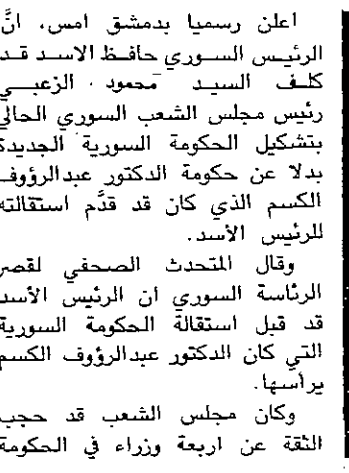 اعلن رسميا بدمشق امس، انَّ
الرئيس السوري حافظ الاسد قد
كلف السيد محمود الزعبي
رئيس مجلس الشعب السوري الحالي
بتشكيل الحكومة السورية الجديدة
بدلا عن حكومة الدكتور عبدالرؤوف
الكسم الذي كان قد قدَّم استقالته
للرئيس الأسد.
وقال المتحدث الصحفي لقصر
الرئاسة السوري ان الرئيس الأسد
قد قبل استقالة الحكومة السورية
التي كان الدكتور عبدالرؤوف الكسم
يرأسها.
وكان مجلس الشعب قد حجب
الثقة عن اربعة وزراء في الحكومة